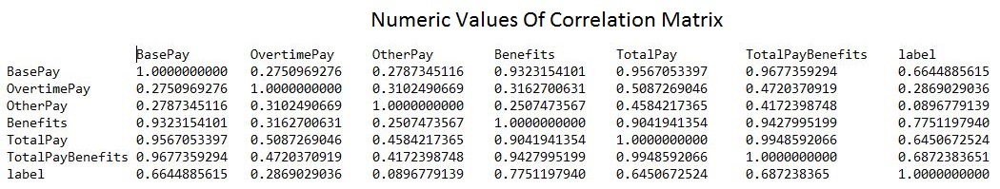 Numeric Values Of Correlation Matrix
BasePay OvertimePay OtherPay Benefits TotalPay TotalPayBenefits label
BasePay 1.0000000000 0.2750969276 0.2787345116 0.9323154101 0.9567053397 0.9677359294 0.6644885615
OvertimePay 0.2750969276 1.0000000000 0.3102490669 0.3162700631 0.5087269046 0.4720370919 0.2869029036
OtherPay 0.2787345116 0.3102490669 1.0000000000 0.2507473567 0.4584217365 0.4172398748 0.0896779139
Benefits 0.9323154101 0.3162700631 0.2507473567 1.0000000000 0.9041941354 0.9427995199 0.7751197940
TotalPay 0.9567053397 0.5087269046 0.4584217365 0.9041941354 1.0000000000 0.9948592066 0.6450672524
TotalPayBenefits 0.9677359294 0.4720370919 0.4172398748 0.9427995199 0.9948592066 1.0000000000 0.6872383651
label 0.6644885615 0.2869029036 0.0896779139 0.7751197940 0.6450672524 0.687238365 1.0000000000